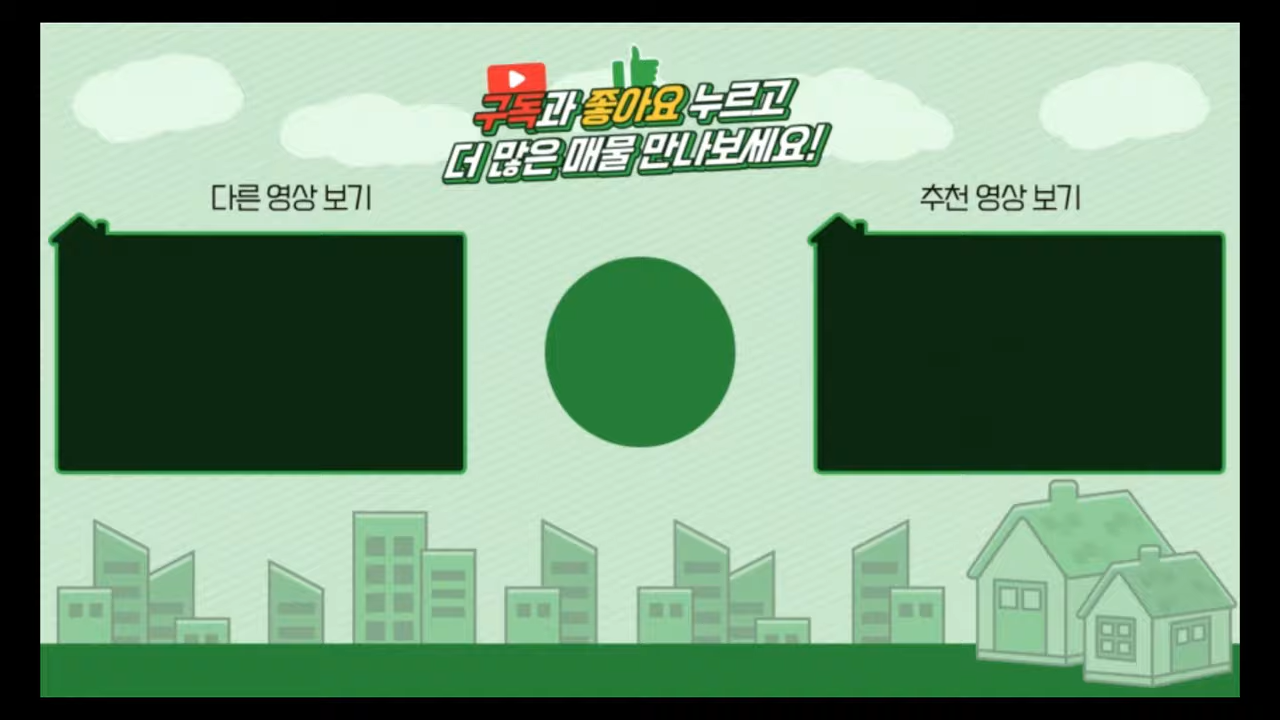 구독과 좋아요 누르고
더 많은 매물 만나보세요!
다른 영상 보기
추천 영상 보기